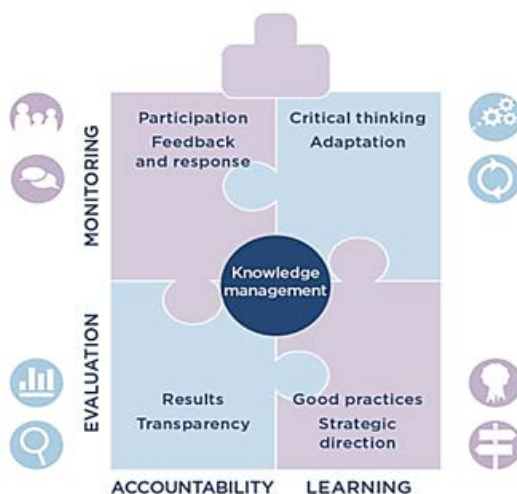 MONITORING
Participation
Feedback
and response
Critical thinking
Adaptation
Knowledge
management
EVALUATION
Results
Transparency
Good practices
Strategic
direction
ACCOUNTABILITY
LEARNING